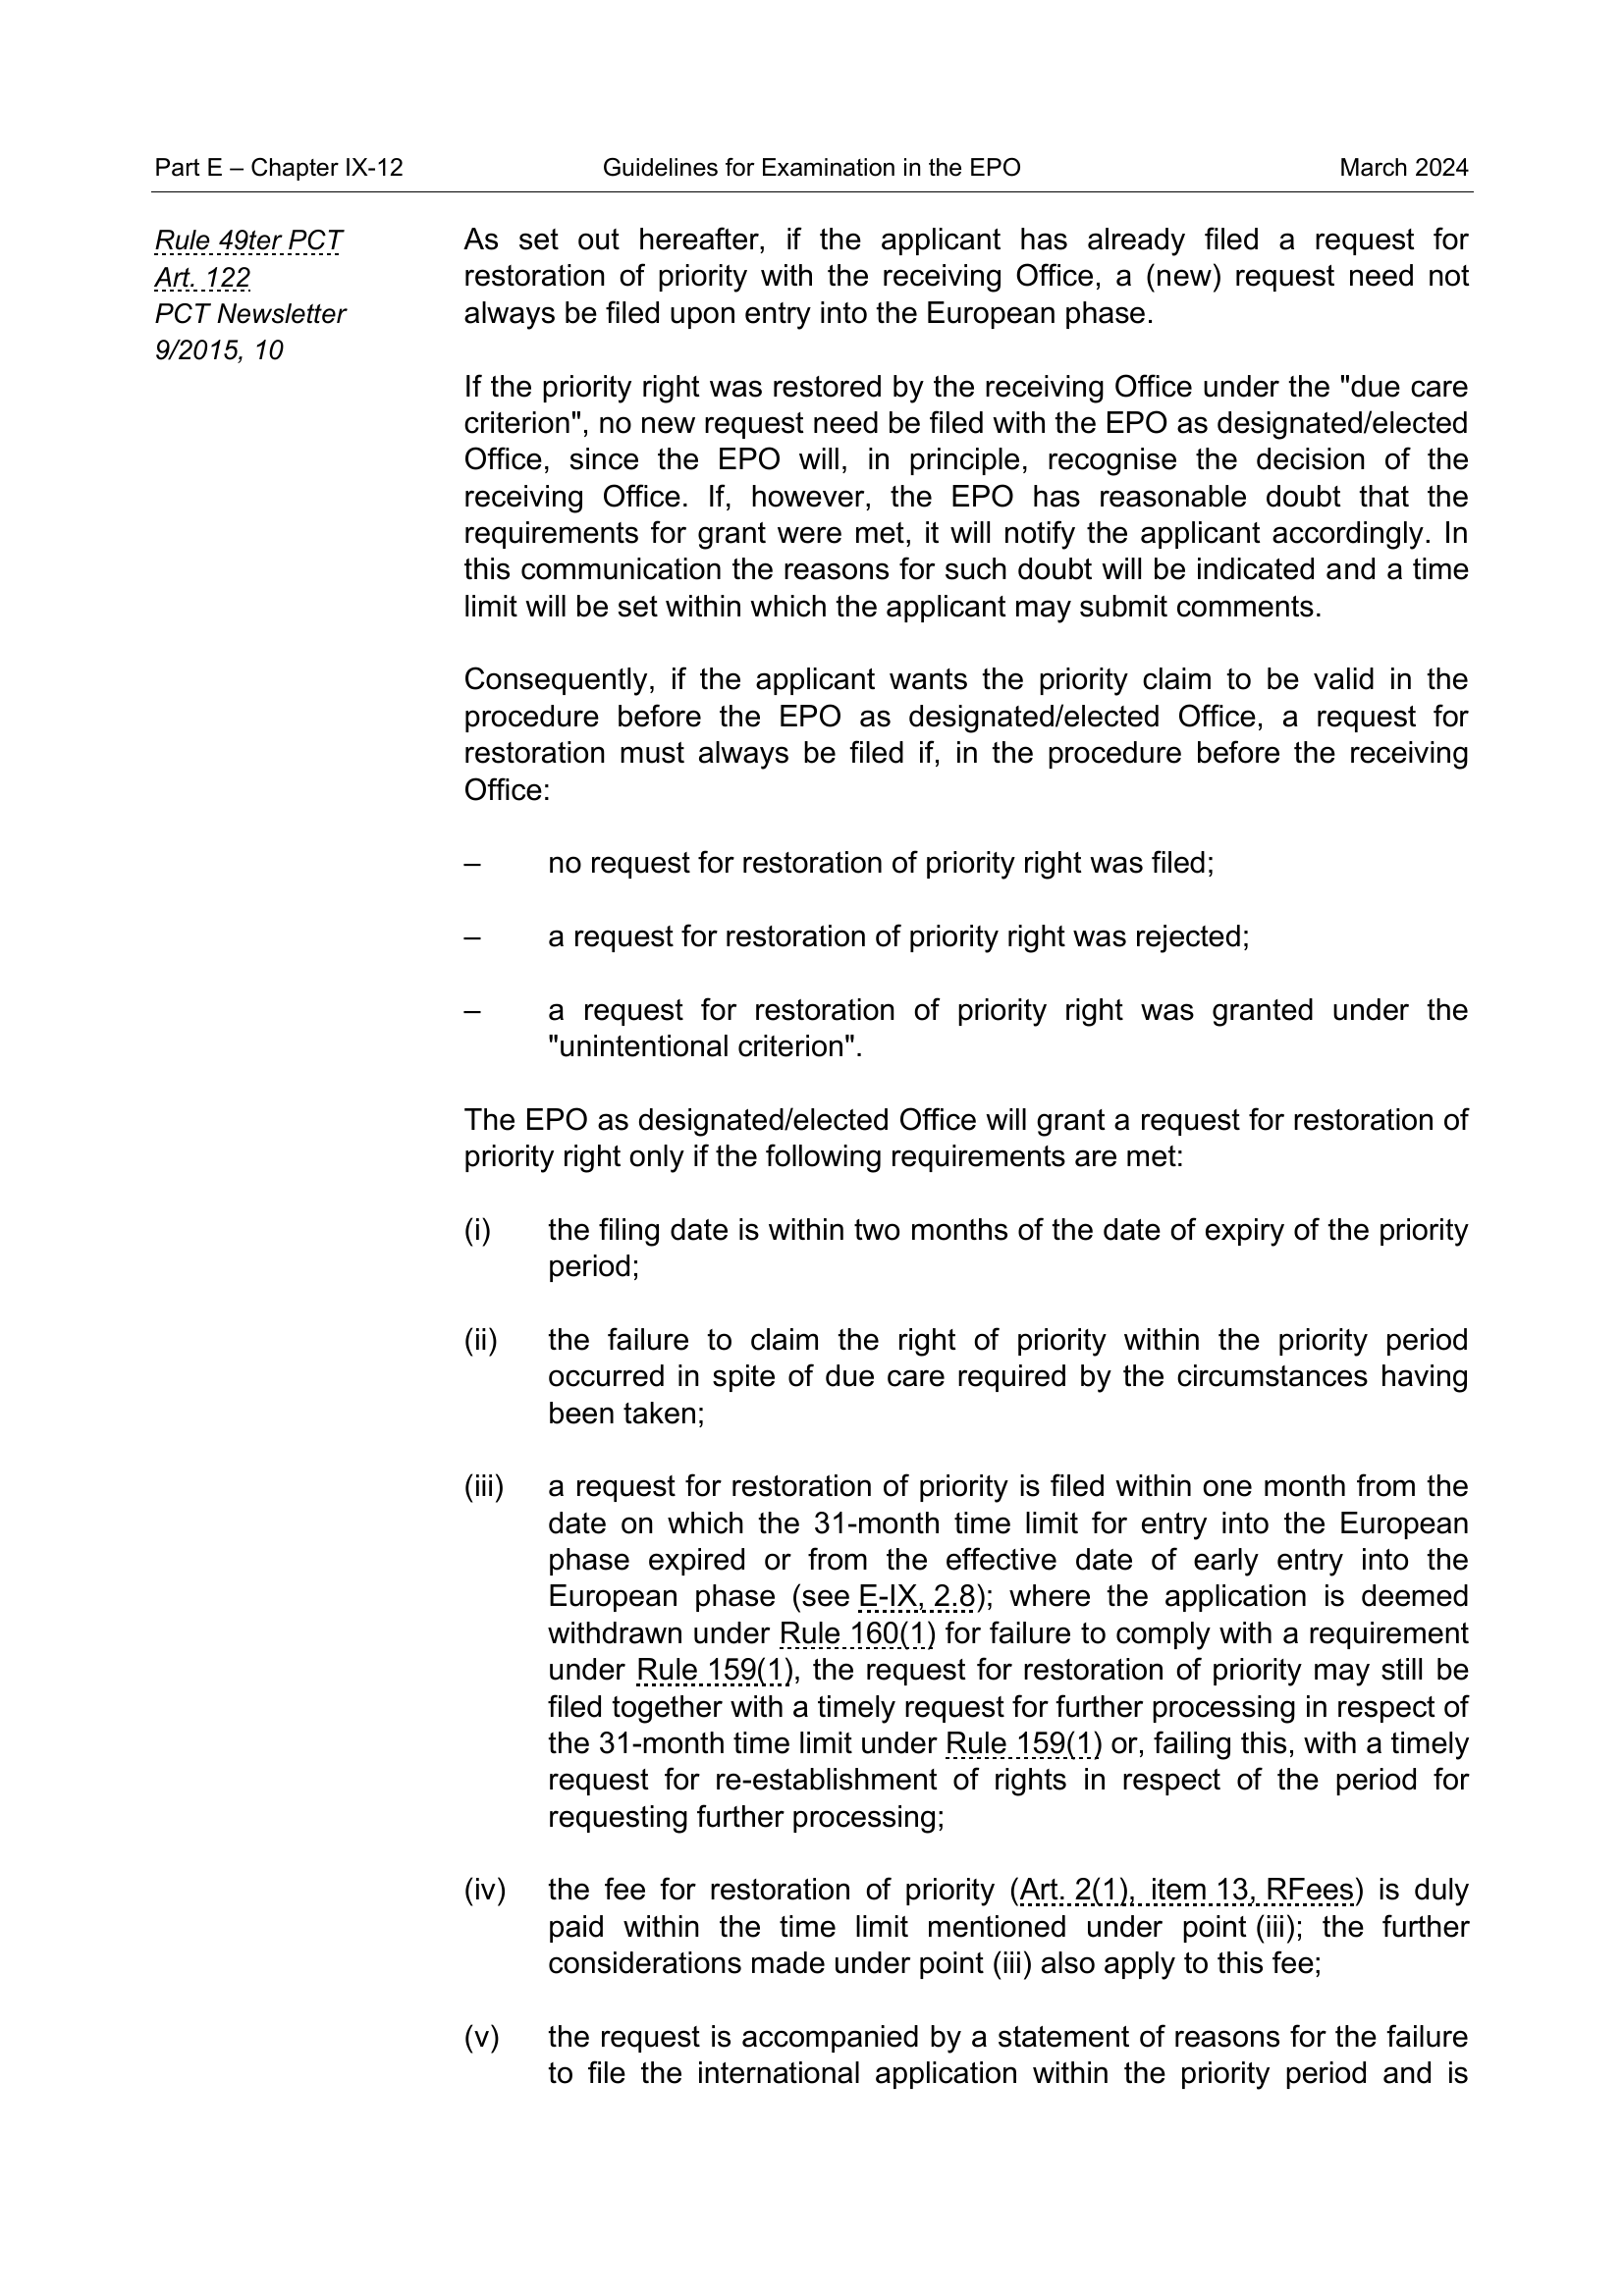 Part E – Chapter IX-12 Guidelines for Examination in the EPO March 2024
Rule 49ter PCT
Art. 122
PCT Newsletter
9/2015, 10
As set out hereafter, if the applicant has already filed a request for
restoration of priority with the receiving Office, a (new) request need not
always be filed upon entry into the European phase.
If the priority right was restored by the receiving Office under the "due care
criterion", no new request need be filed with the EPO as designated/elected
Office, since the EPO will, in principle, recognise the decision of the
receiving Office. If, however, the EPO has reasonable doubt that the
requirements for grant were met, it will notify the applicant accordingly. In
this communication the reasons for such doubt will be indicated and a time
limit will be set within which the applicant may submit comments.
Consequently, if the applicant wants the priority claim to be valid in the
procedure before the EPO as designated/elected Office, a request for
restoration must always be filed if, in the procedure before the receiving
Office:
– no request for restoration of priority right was filed;
– a request for restoration of priority right was rejected;
– a request for restoration of priority right was granted under the
"unintentional criterion".
The EPO as designated/elected Office will grant a request for restoration of
priority right only if the following requirements are met:
(i) the filing date is within two months of the date of expiry of the priority
period;
(ii) the failure to claim the right of priority within the priority period
occurred in spite of due care required by the circumstances having
been taken;
(iii) a request for restoration of priority is filed within one month from the
date on which the 31-month time limit for entry into the European
phase expired or from the effective date of early entry into the
European phase (see E-IX, 2.8); where the application is deemed
withdrawn under Rule 160(1) for failure to comply with a requirement
under Rule 159(1), the request for restoration of priority may still be
filed together with a timely request for further processing in respect of
the 31-month time limit under Rule 159(1) or, failing this, with a timely
request for re-establishment of rights in respect of the period for
requesting further processing;
(iv) the fee for restoration of priority (Art. 2(1), item 13, RFees) is duly
paid within the time limit mentioned under point (iii); the further
considerations made under point (iii) also apply to this fee;
(v) the request is accompanied by a statement of reasons for the failure
to file the international application within the priority period and is